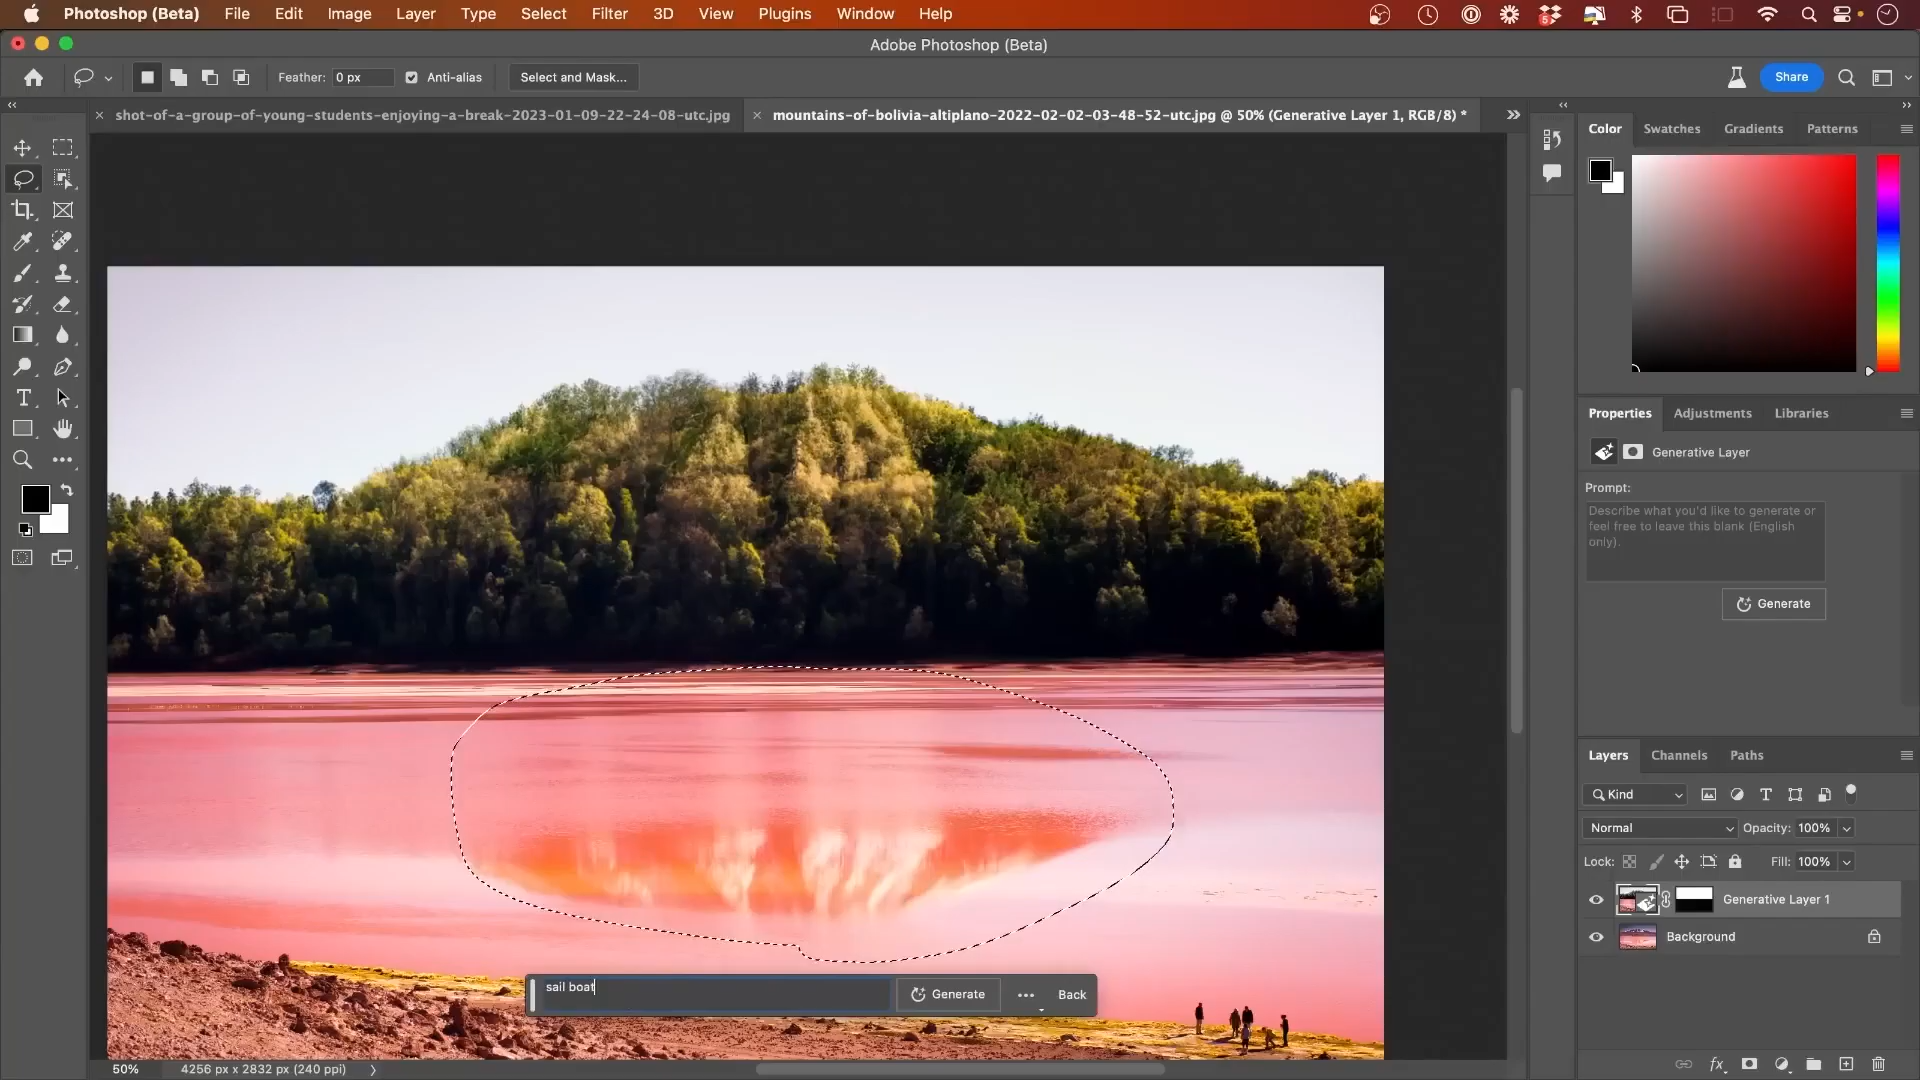 Photoshop (Beta) File Edit Image Layer Type Select Filter 3D View Plugins Window Help
5
Adobe Photoshop (Beta)
Feather: 0 px Anti-alias Select and Mask... Share
shot-of-a-group-of-young-students-enjoying-a-break-2023-01-09-22-24-08-utc.jpg mountains-of-bolivia-altiplano-2022-02-02-03-48-52-utc.jpg @ 50% (Generative Layer 1, RGB/8) *
Color Swatches Gradients Patterns
Properties Adjustments Libraries
Generative Layer
Prompt:
Describe what you'd like to generate or
feel free to leave this blank (English
only).
Generate
Layers Channels Paths
Kind
Normal Opacity: 100%
Lock: Fill: 100%
Generative Layer 1
Background
sail boat
Generate Back
50% 4256 px x 2832 px (240 ppi)